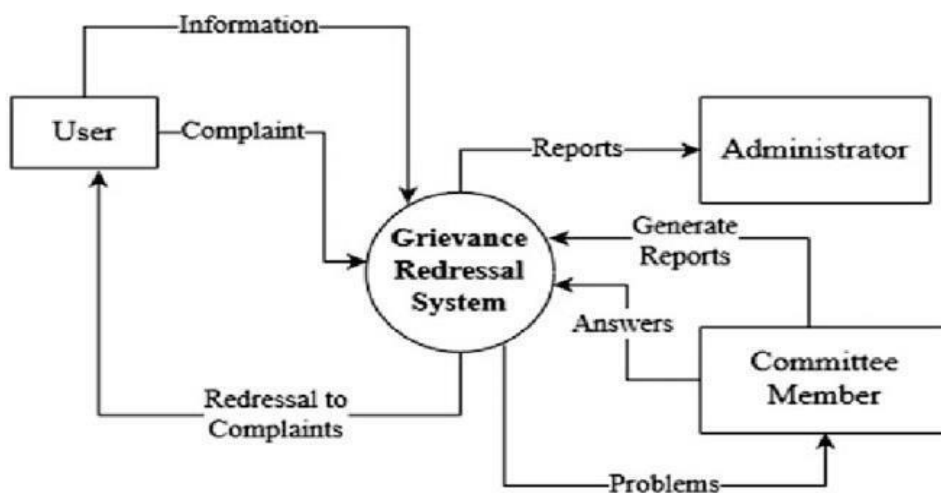 Information
User
Complaint
Reports
Administrator
Grievance
Redressal
System
Generate
Reports
Answers
Committee
Member
Redressal to
Complaints
Problems